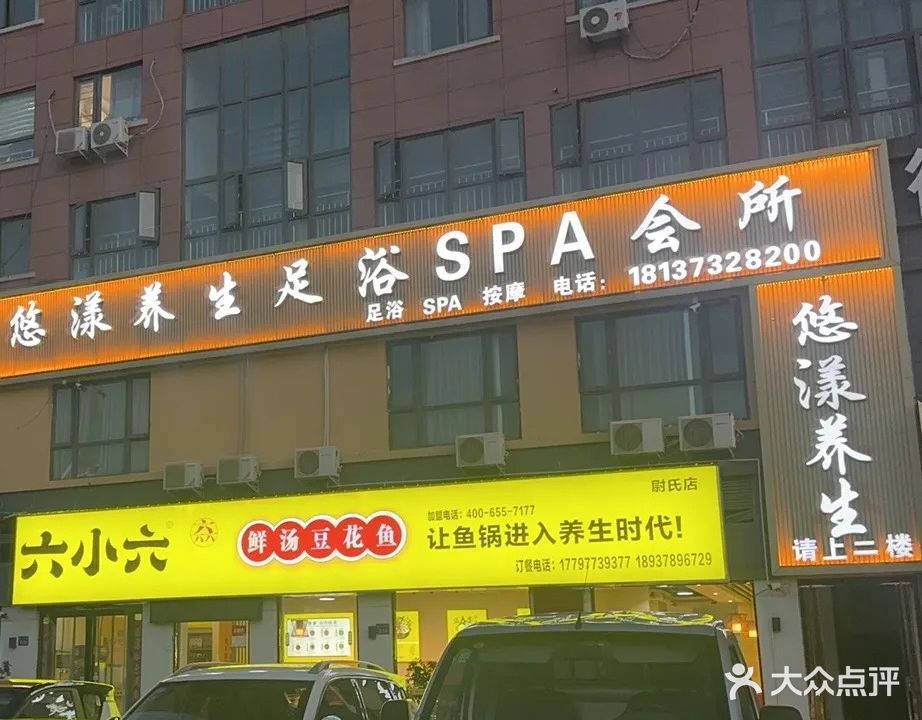 悠漾养生足浴SPA会所
足浴 SPA 按摩 电话：18137328200
悠漾养生
请上二楼
尉氏店
六小六
六六六
鲜汤豆花鱼
加盟电话：400-655-7177
让鱼锅进入养生时代！
订餐电话：17797739377 18937896729
大众点评